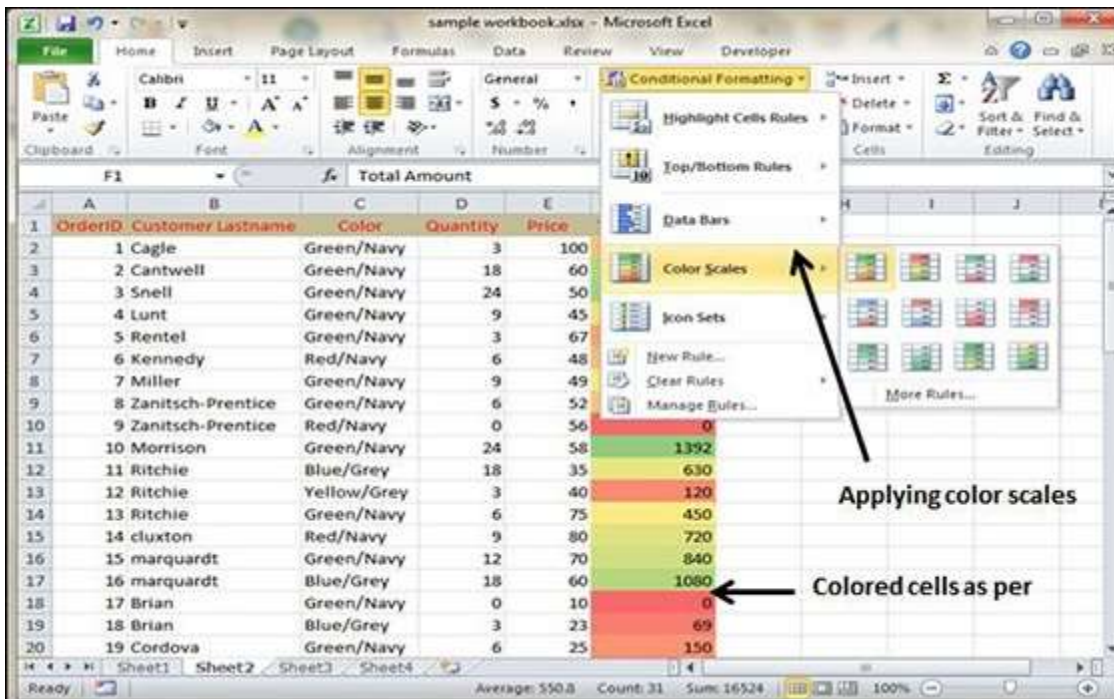 sample workbook.xlsx - Microsoft Excel
File Home Insert Page Layout Formulas Data Review View Developer
Paste
Calibri 11
B I U A A
A
General
$ % ,
Conditional Formatting
Insert
Delete
Format
Σ
Sort & Filter
Find & Select
Clipboard Font Alignment Number Cells Editing
F1 fx Total Amount
A B C D E H I J
1 OrderID Customer Lastname Color Quantity Price
2 1 Cagle Green/Navy 3 100
3 2 Cantwell Green/Navy 18 60
4 3 Snell Green/Navy 24 50
5 4 Lunt Green/Navy 9 45
6 5 Rentel Green/Navy 3 67
7 6 Kennedy Red/Navy 6 48
8 7 Miller Green/Navy 9 49
9 8 Zanitsch-Prentice Green/Navy 6 52
10 9 Zanitsch-Prentice Red/Navy 0 56 0
11 10 Morrison Green/Navy 24 58 1392
12 11 Ritchie Blue/Grey 18 35 630
13 12 Ritchie Yellow/Grey 3 40 120
14 13 Ritchie Green/Navy 6 75 450
15 14 cluxton Red/Navy 9 80 720
16 15 marquardt Green/Navy 12 70 840
17 16 marquardt Blue/Grey 18 60 1080
18 17 Brian Green/Navy 0 10 0
19 18 Brian Blue/Grey 3 23 69
20 19 Cordova Green/Navy 6 25 150
Highlight Cells Rules
Top/Bottom Rules
Data Bars
Color Scales
Icon Sets
New Rule...
Clear Rules
Manage Rules...
More Rules...
Applying color scales
Colored cells as per
Sheet1 Sheet2 Sheet3 Sheet4
Ready Average: 550.8 Count: 31 Sum: 16524 100%